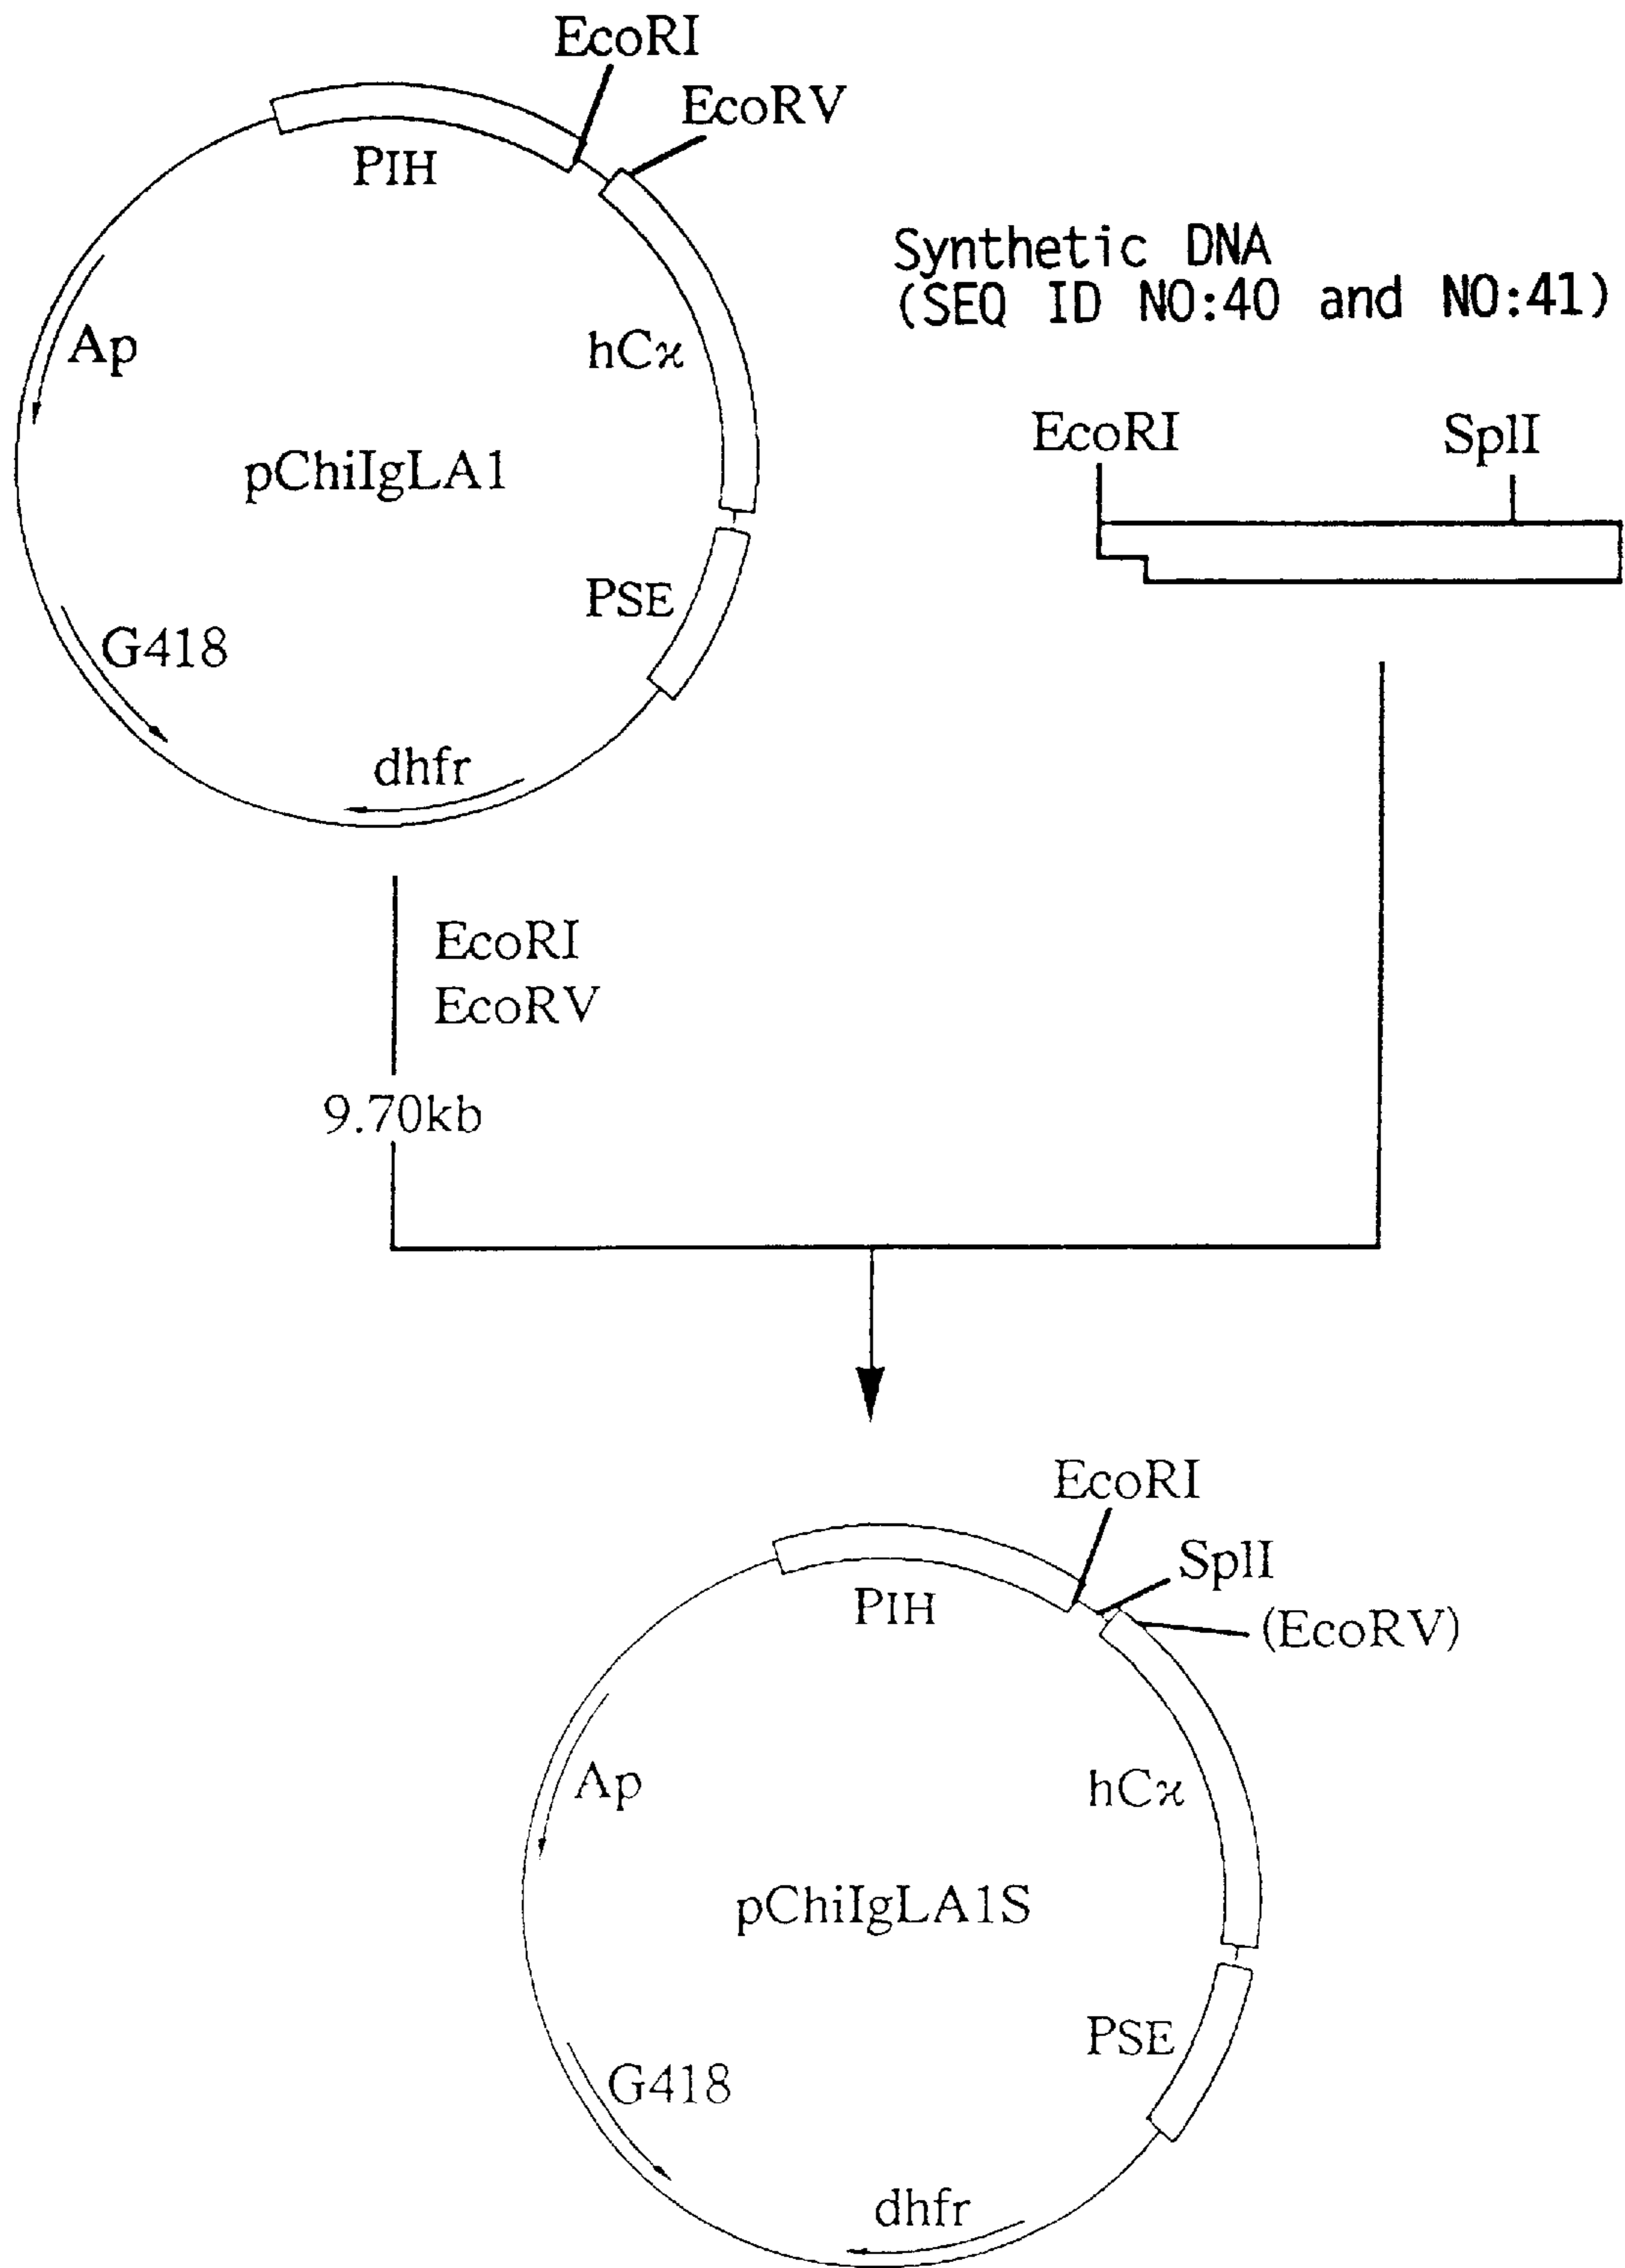 EcoRI
EcoRV
PIH
Synthetic DNA
(SEQ ID NO:40 and NO:41)
Ap
hCϰ
EcoRI
SplI
pChiIgLA1
PSE
G418
dhfr
EcoRI
EcoRV
9.70kb
EcoRI
SplI
PIH
(EcoRV)
Ap
hCϰ
pChiIgLA1S
PSE
G418
dhfr